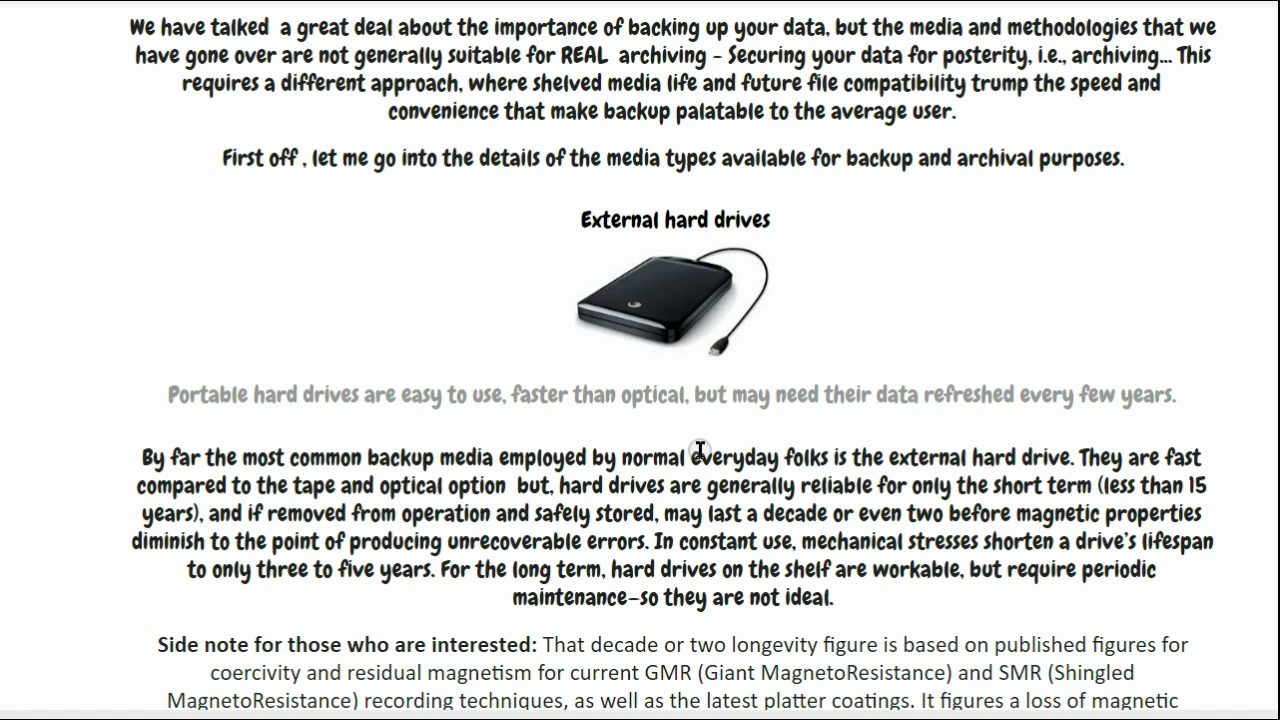 We have talked a great deal about the importance of backing up your data, but the media and methodologies that we
have gone over are not generally suitable for REAL archiving - Securing your data for posterity, i.e., archiving... This
requires a different approach, where shelved media life and future file compatibility trump the speed and
convenience that make backup palatable to the average user.
First off , let me go into the details of the media types available for backup and archival purposes.
External hard drives
Portable hard drives are easy to use, faster than optical, but may need their data refreshed every few years.
By far the most common backup media employed by normal everyday folks is the external hard drive. They are fast
compared to the tape and optical option but, hard drives are generally reliable for only the short term (less than 15
years), and if removed from operation and safely stored, may last a decade or even two before magnetic properties
diminish to the point of producing unrecoverable errors. In constant use, mechanical stresses shorten a drive's lifespan
to only three to five years. For the long term, hard drives on the shelf are workable, but require periodic
maintenance—so they are not ideal.
Side note for those who are interested: That decade or two longevity figure is based on published figures for
coercivity and residual magnetism for current GMR (Giant MagnetoResistance) and SMR (Shingled
MagnetoResistance) recording techniques, as well as the latest platter coatings. It figures a loss of magnetic